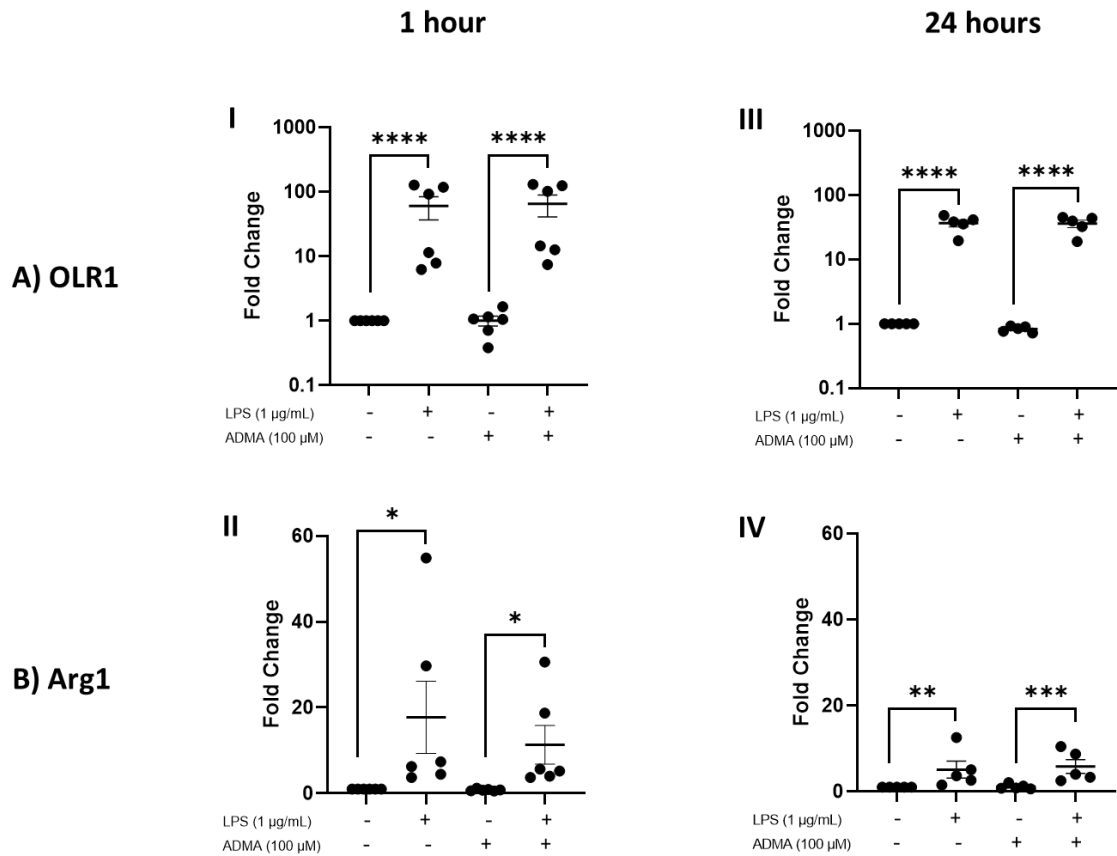 1 hour
24 hours
A) OLR1
I
Fold Change
1000
100
10
1
0.1
**** ****
LPS (1 µg/mL) - + - +
ADMA (100 µM) - - + +
III
Fold Change
1000
100
10
1
0.1
**** ****
LPS (1 µg/mL) - + - +
ADMA (100 µM) - - + +
B) Arg1
II
Fold Change
60
40
20
0
* *
LPS (1 µg/mL) - + - +
ADMA (100 µM) - - + +
IV
Fold Change
60
40
20
0
** ***
LPS (1 µg/mL) - + - +
ADMA (100 µM) - - + +